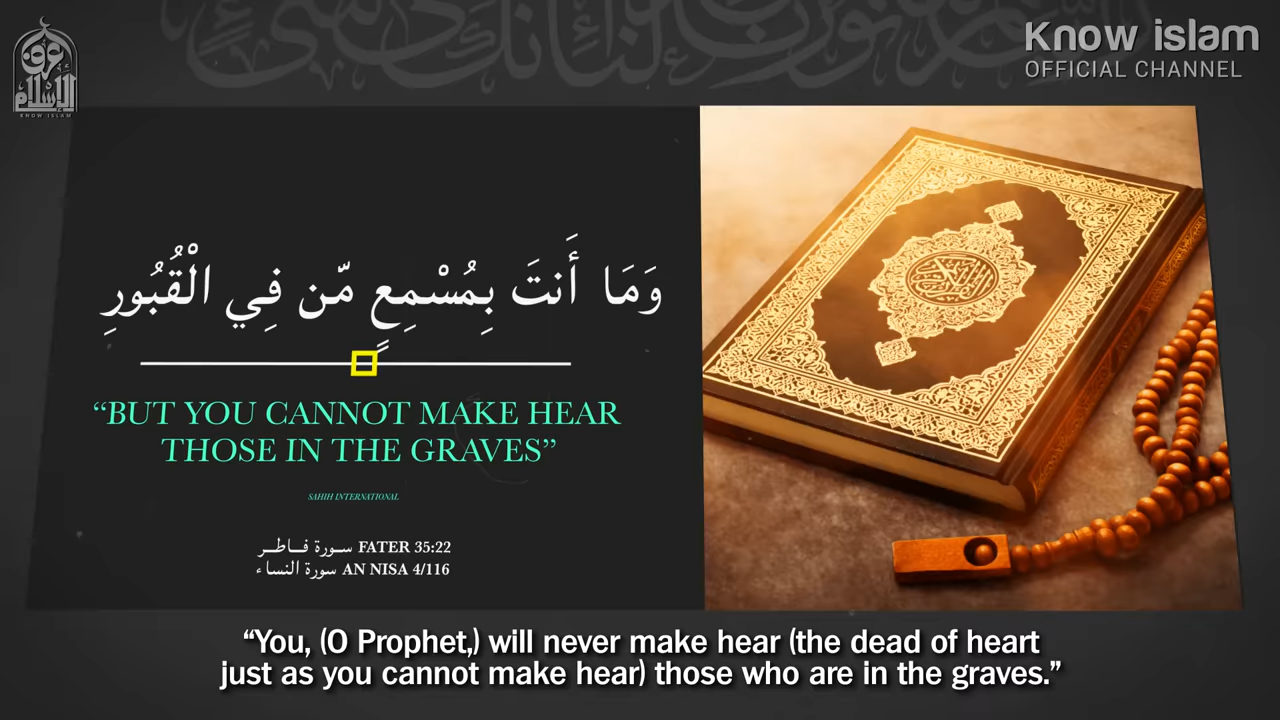 Know islam
OFFICIAL CHANNEL
KNOW ISLAM
وَمَا أَنتَ بِمُسْمِعٍ مّن فِي الْقُبُورِ
“BUT YOU CANNOT MAKE HEAR
THOSE IN THE GRAVES”
SAHIH INTERNATIONAL
سورة فاطر FATER 35:22
سورة النساء AN NISA 4/116
“You, (O Prophet,) will never make hear (the dead of heart
just as you cannot make hear) those who are in the graves.”